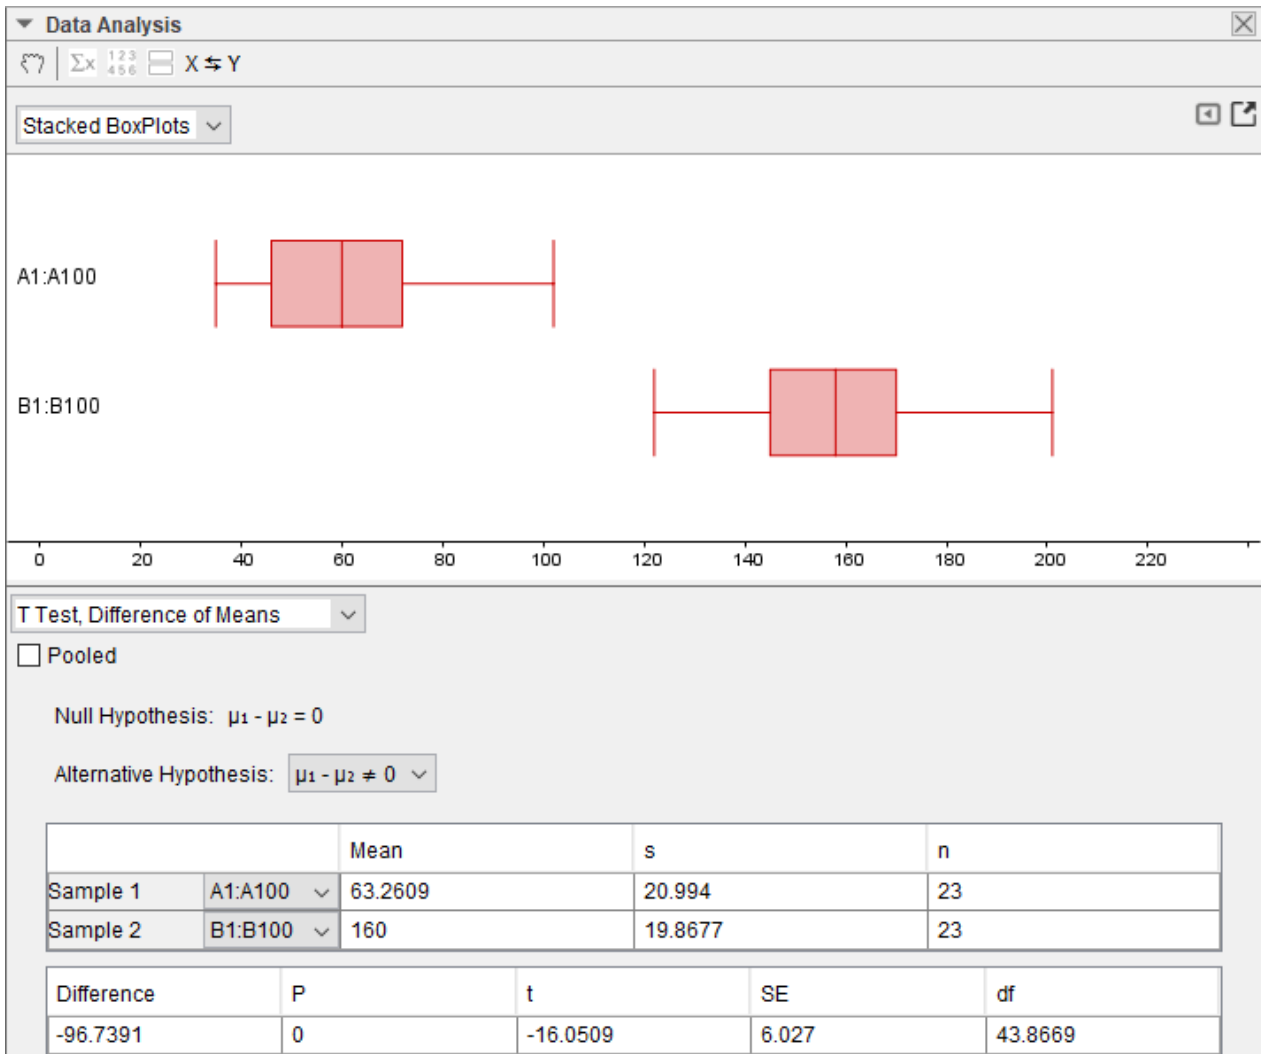 Data Analysis
Σx 123 456 X ⇆ Y
Stacked BoxPlots
A1:A100
B1:B100
0 20 40 60 80 100 120 140 160 180 200 220
T Test, Difference of Means
Pooled
Null Hypothesis: μ₁ - μ₂ = 0
Alternative Hypothesis: μ₁ - μ₂ ≠ 0
Mean s n
Sample 1 A1:A100 63.2609 20.994 23
Sample 2 B1:B100 160 19.8677 23
Difference P t SE df
-96.7391 0 -16.0509 6.027 43.8669